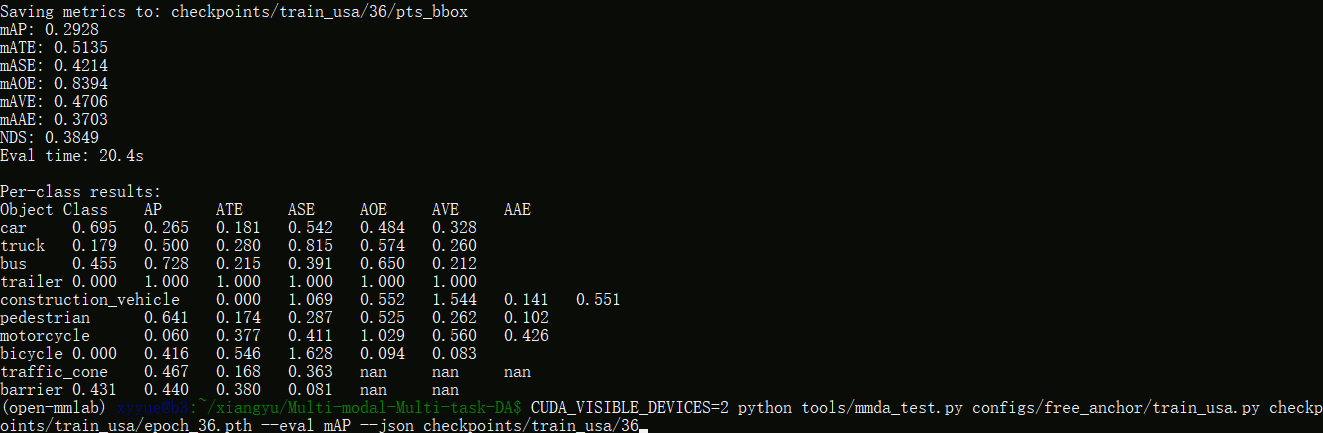 Saving metrics to: checkpoints/train_usa/36/pts_bbox
mAP: 0.2928
mATE: 0.5135
mASE: 0.4214
mAOE: 0.8394
mAVE: 0.4706
mAAE: 0.3703
NDS: 0.3849
Eval time: 20.4s

Per-class results:
Object Class    AP      ATE     ASE     AOE     AVE     AAE
car     0.695   0.265   0.181   0.542   0.484   0.328
truck   0.179   0.500   0.280   0.815   0.574   0.260
bus     0.455   0.728   0.215   0.391   0.650   0.212
trailer 0.000   1.000   1.000   1.000   1.000   1.000
construction_vehicle    0.000   1.069   0.552   1.544   0.141   0.551
pedestrian      0.641   0.174   0.287   0.525   0.262   0.102
motorcycle      0.060   0.377   0.411   1.029   0.560   0.426
bicycle 0.000   0.416   0.546   1.628   0.094   0.083
traffic_cone    0.467   0.168   0.363   nan     nan     nan
barrier 0.431   0.440   0.380   0.081   nan     nan
(open-mmlab) xyyue@b3:~/xiangyu/Multi-modal-Multi-task-DA$ CUDA_VISIBLE_DEVICES=2 python tools/mmda_test.py configs/free_anchor/train_usa.py checkp
oints/train_usa/epoch_36.pth --eval mAP --json checkpoints/train_usa/36